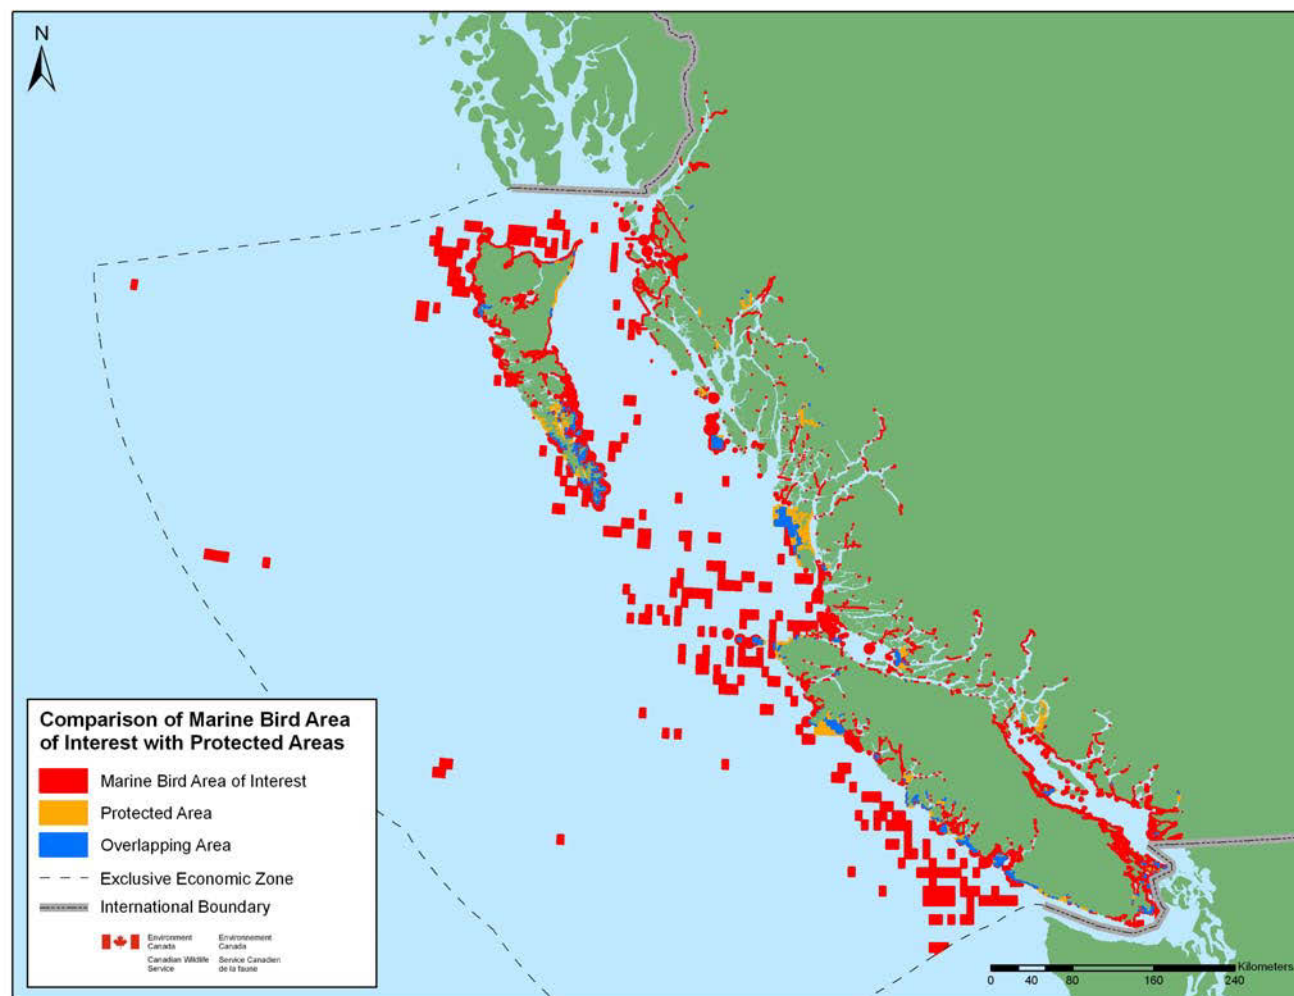 N
Comparison of Marine Bird Area
of Interest with Protected Areas
Marine Bird Area of Interest
Protected Area
Overlapping Area
Exclusive Economic Zone
International Boundary
Environment Canada
Environnement Canada
Canadian Wildlife Service
Service Canadien de la faune
Kilometers
0 40 80 160 240